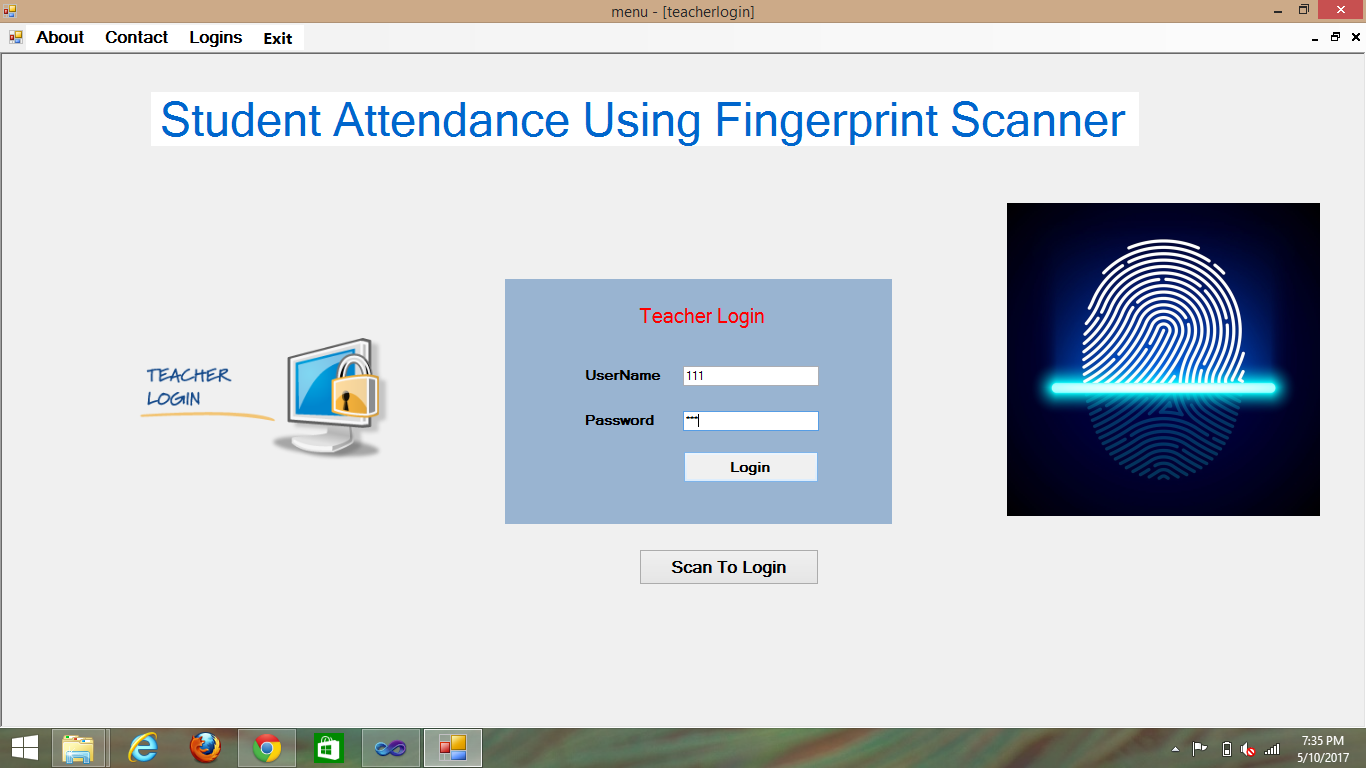 menu - [teacherlogin]
About Contact Logins Exit
Student Attendance Using Fingerprint Scanner
TEACHER
LOGIN
Teacher Login
UserName 111
Password ***
Login
Scan To Login
7:35 PM
5/10/2017